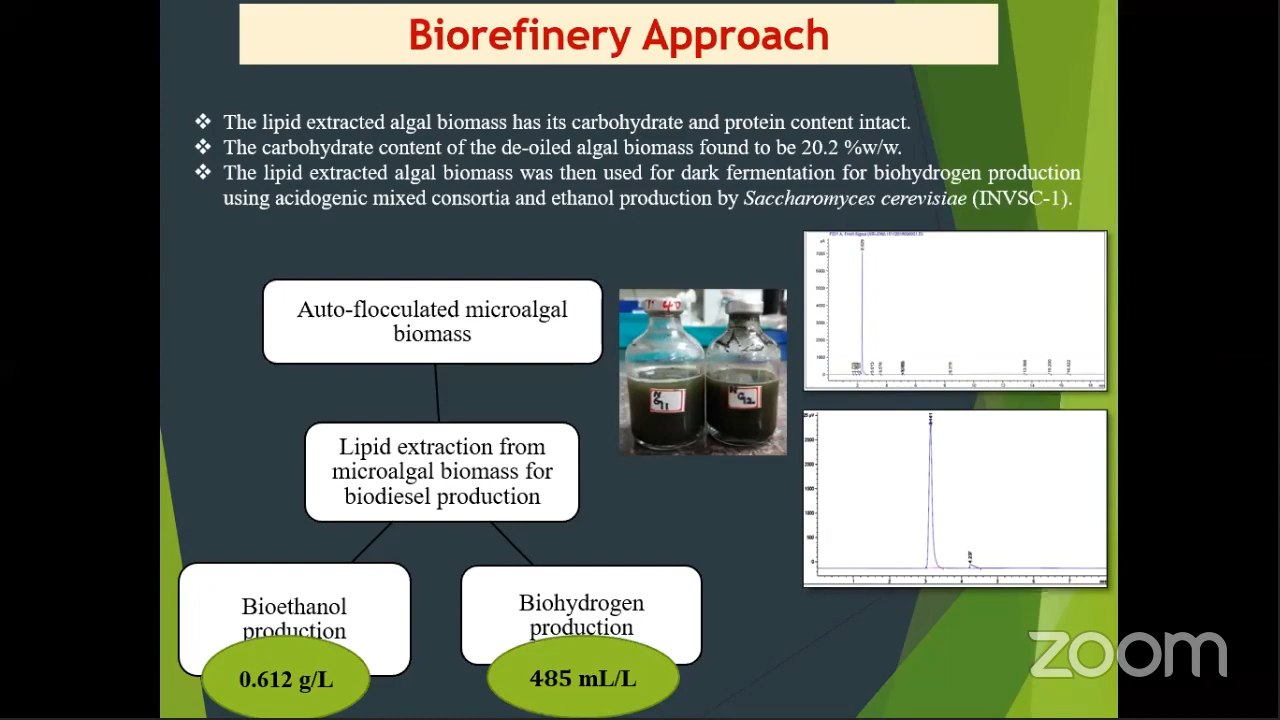 Biorefinery Approach
❖ The lipid extracted algal biomass has its carbohydrate and protein content intact.
❖ The carbohydrate content of the de-oiled algal biomass found to be 20.2 %w/w.
❖ The lipid extracted algal biomass was then used for dark fermentation for biohydrogen production
using acidogenic mixed consortia and ethanol production by Saccharomyces cerevisiae (INVSC-1).
Auto-flocculated microalgal
biomass
Lipid extraction from
microalgal biomass for
biodiesel production
Bioethanol
production
0.612 g/L
Biohydrogen
production
485 mL/L
zoom